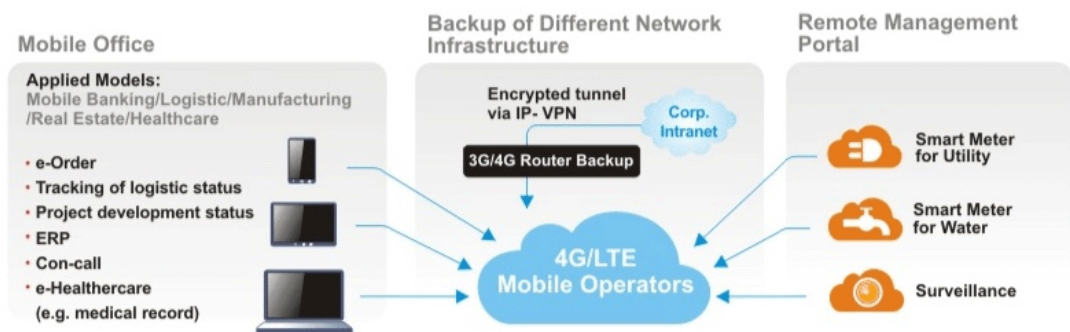 Mobile Office
Applied Models:
Mobile Banking/Logistic/Manufacturing
/Real Estate/Healthcare
• e-Order
• Tracking of logistic status
• Project development status
• ERP
• Con-call
• e-Healthercare
(e.g. medical record)
Backup of Different Network
Infrastructure
Encrypted tunnel
via IP- VPN
Corp.
Intranet
3G/4G Router Backup
4G/LTE
Mobile Operators
Remote Management
Portal
Smart Meter
for Utility
Smart Meter
for Water
Surveillance